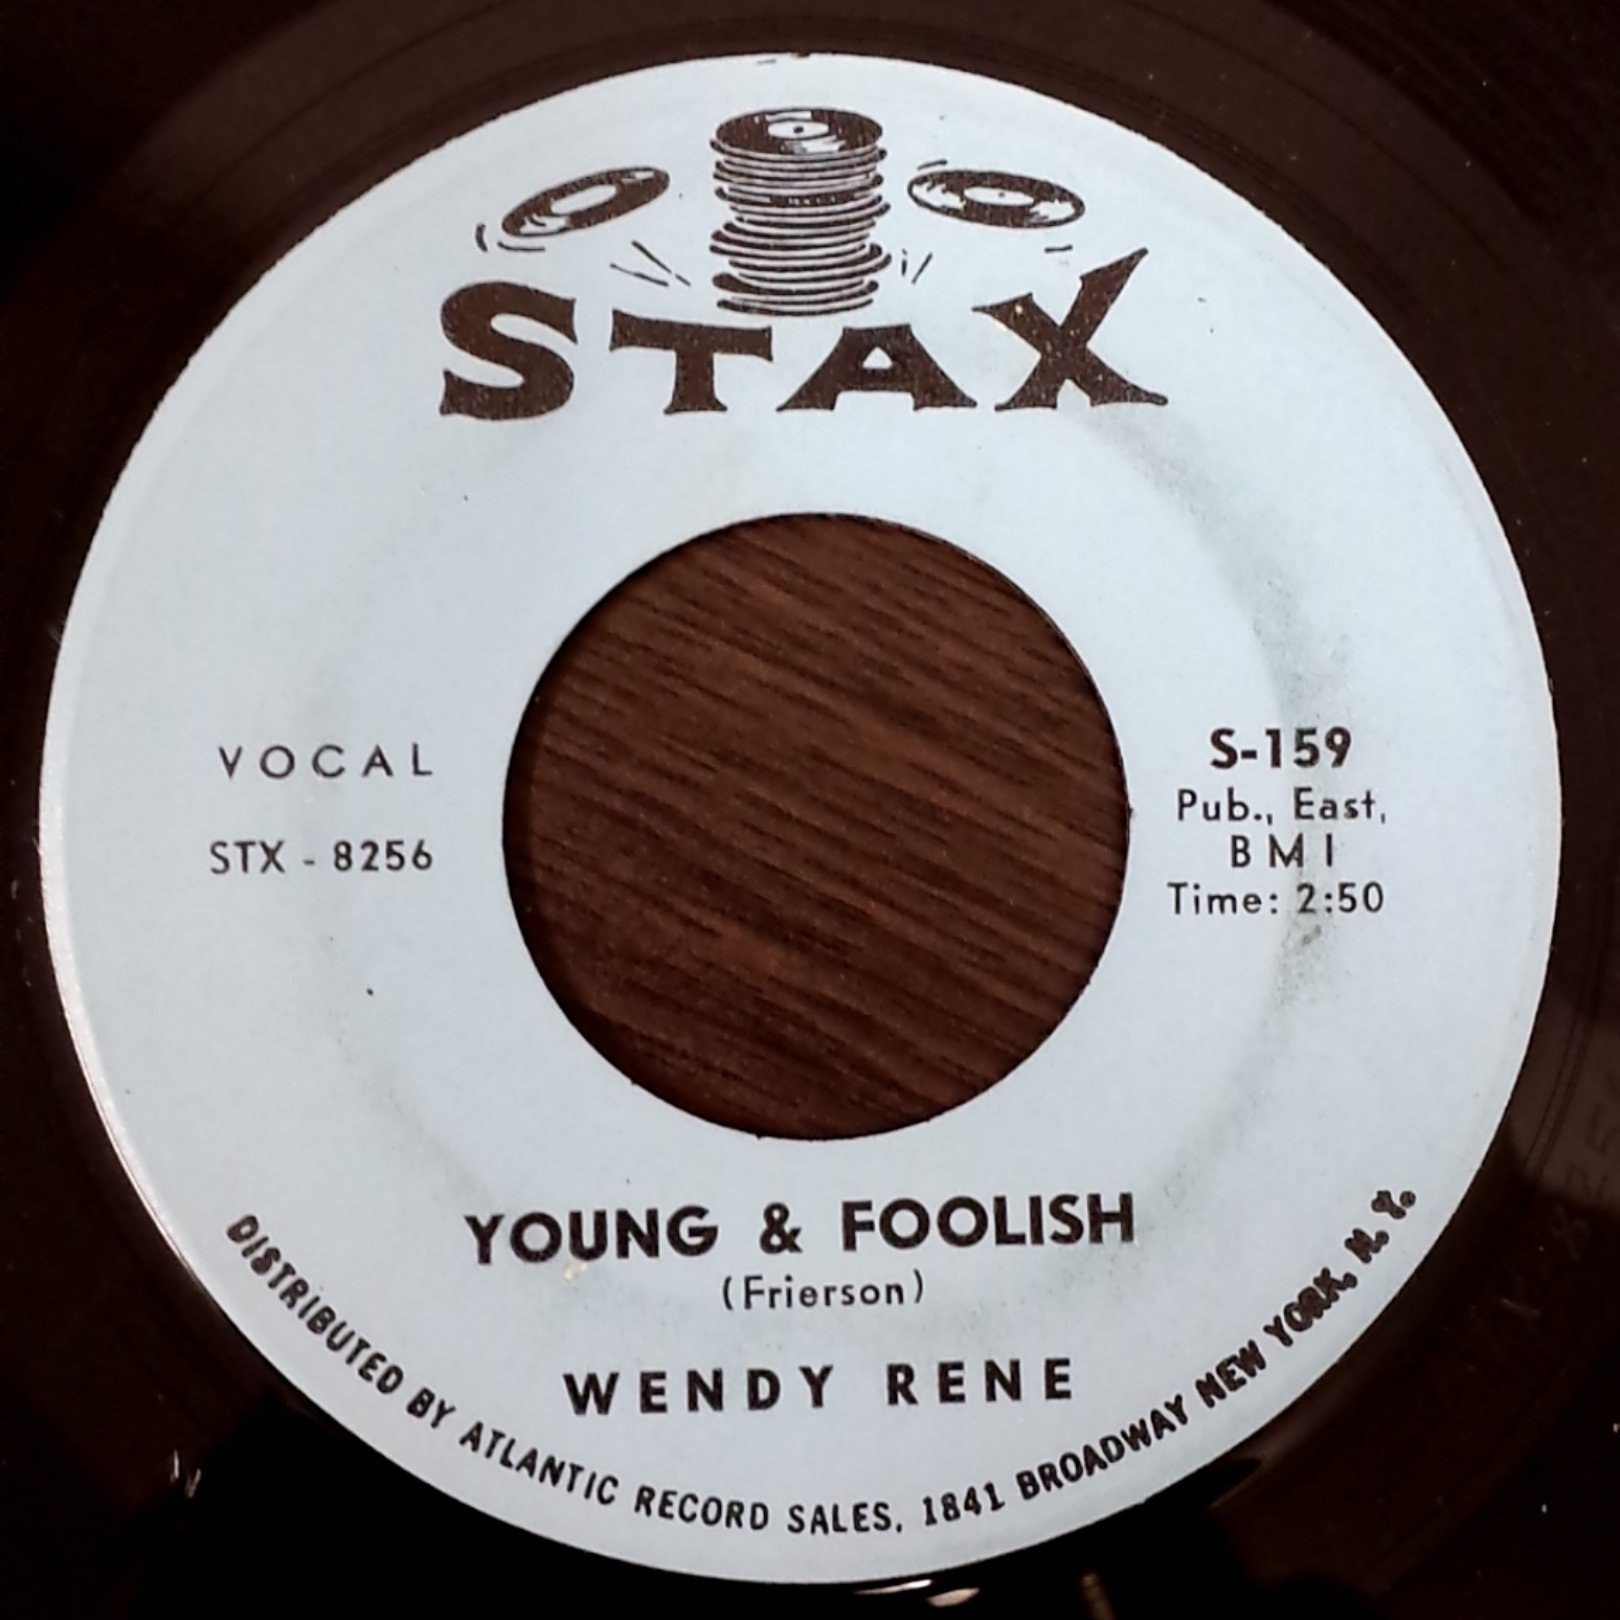 STAX
VOCAL
STX - 8256
S-159
Pub., East,
BMI
Time: 2:50
YOUNG & FOOLISH
(Frierson)
WENDY RENE
DISTRIBUTED BY ATLANTIC RECORD SALES, 1841 BROADWAY NEW YORK, N. Y.